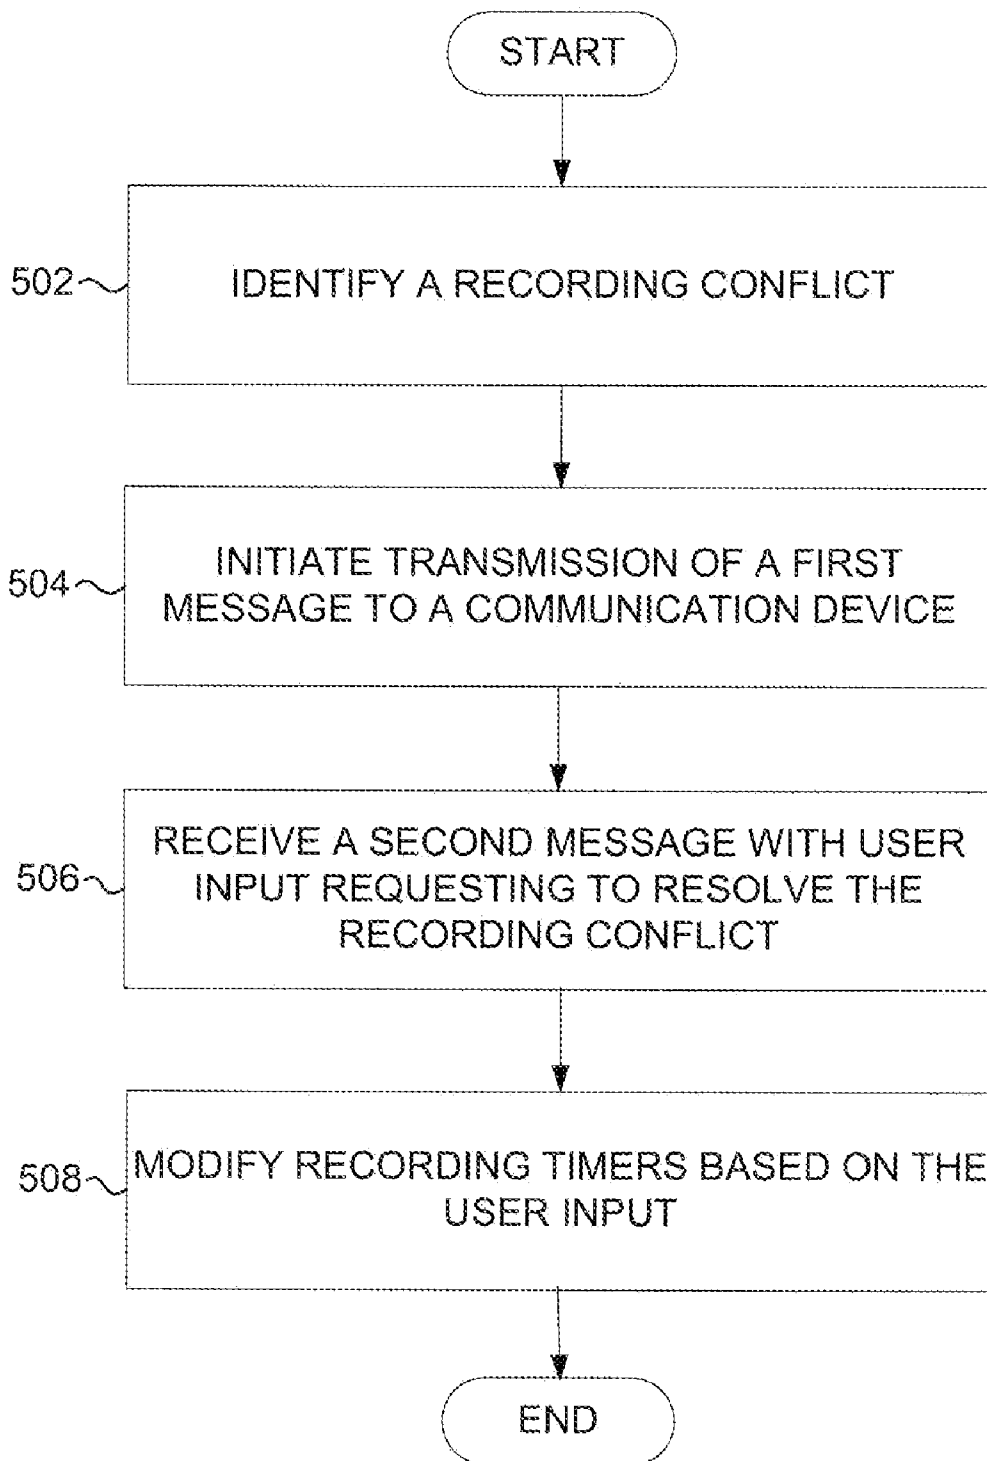 START
502
IDENTIFY A RECORDING CONFLICT
504
INITIATE TRANSMISSION OF A FIRST
MESSAGE TO A COMMUNICATION DEVICE
506
RECEIVE A SECOND MESSAGE WITH USER
INPUT REQUESTING TO RESOLVE THE
RECORDING CONFLICT
508
MODIFY RECORDING TIMERS BASED ON THE
USER INPUT
END